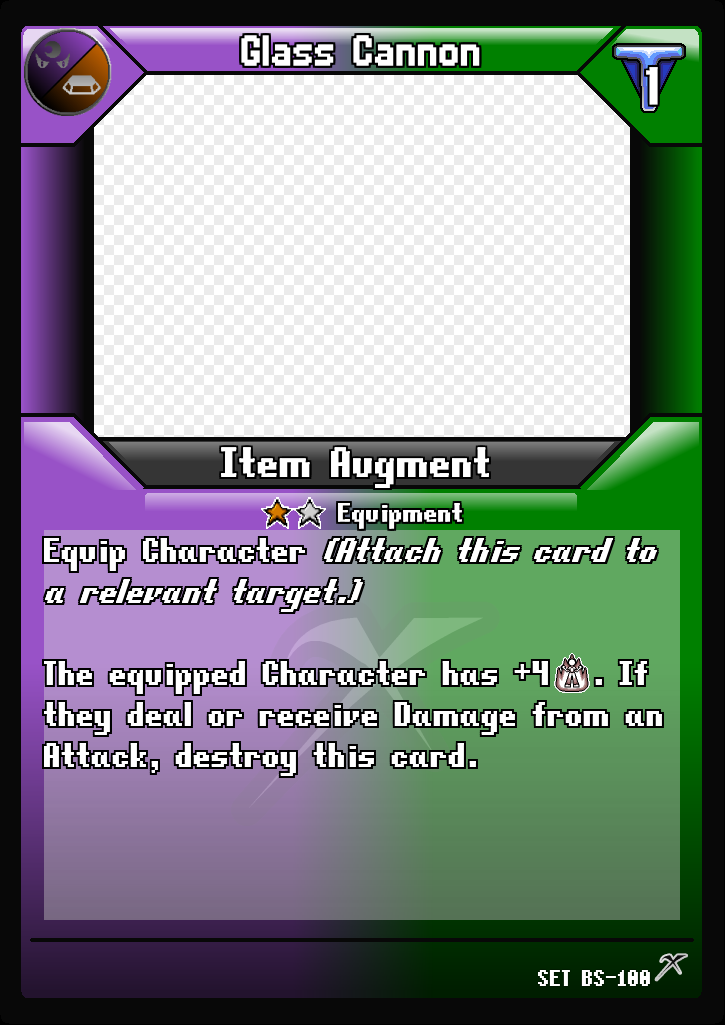 Glass Cannon
1
Item Augment
Equipment
Equip Character (Attach this card to
a relevant target.)
The equipped Character has +4. If
they deal or receive Damage from an
Attack, destroy this card.
SET BS-100